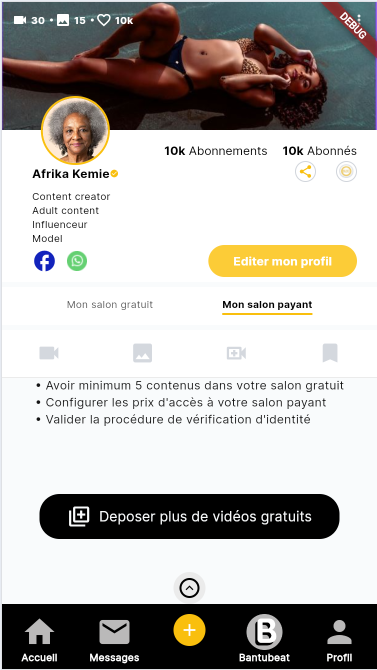 30 • 15 • 10k
DEBUG
10k Abonnements 10k Abonnés
Afrika Kemie
Content creator
Adult content
Influenceur
Model
Editer mon profil
Mon salon gratuit Mon salon payant
• Avoir minimum 5 contenus dans votre salon gratuit
• Configurer les prix d'accès à votre salon payant
• Valider la procédure de vérification d'identité
Deposer plus de vidéos gratuits
Accueil Messages Bantubeat Profil